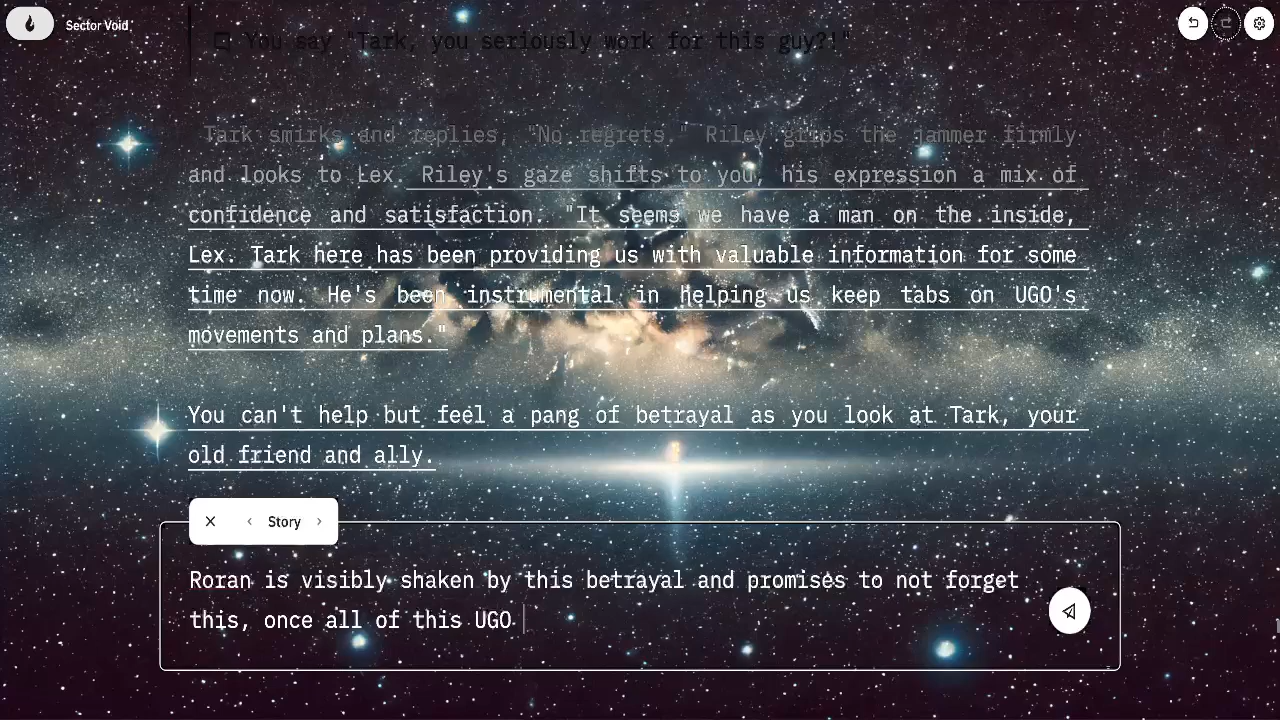 Sector Void
You say "Tark, you seriously work for this guy?!"
Tark smirks and replies, "No regrets." Riley grips the jammer firmly
and looks to Lex. Riley's gaze shifts to you, his expression a mix of
confidence and satisfaction. "It seems we have a man on the inside,
Lex. Tark here has been providing us with valuable information for some
time now. He's been instrumental in helping us keep tabs on UGO's
movements and plans."
You can't help but feel a pang of betrayal as you look at Tark, your
old friend and ally.
Story
Roran is visibly shaken by this betrayal and promises to not forget
this, once all of this UGO